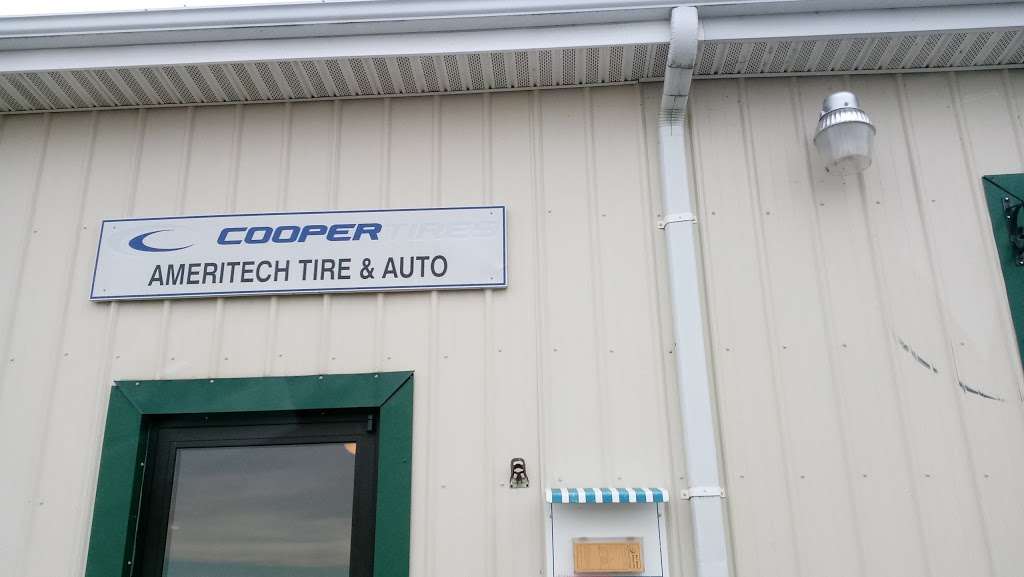 COOPER TIRES
AMERITECH TIRE & AUTO